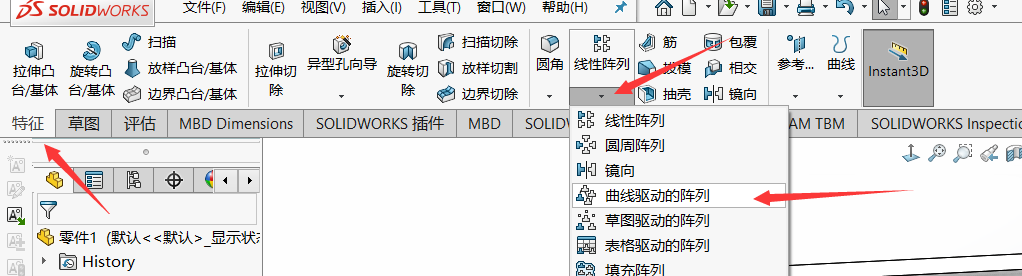 SOLIDWORKS 文件(F) 编辑(E) 视图(V) 插入(I) 工具(T) 窗口(W) 帮助(H)
拉伸凸台/基体 旋转凸台/基体 扫描 放样凸台/基体 边界凸台/基体 拉伸切除 异型孔向导 旋转切除 扫描切除 放样切割 边界切除 圆角 线性阵列 筋 拔模 抽壳 包覆 相交 镜向 参考... 曲线 Instant3D
特征 草图 评估 MBD Dimensions SOLIDWORKS 插件 MBD SOLIDW AM TBM SOLIDWORKS Inspectio
线性阵列
圆周阵列
镜向
曲线驱动的阵列
草图驱动的阵列
表格驱动的阵列
填充阵列
零件1 (默认<<默认>_显示状态
History